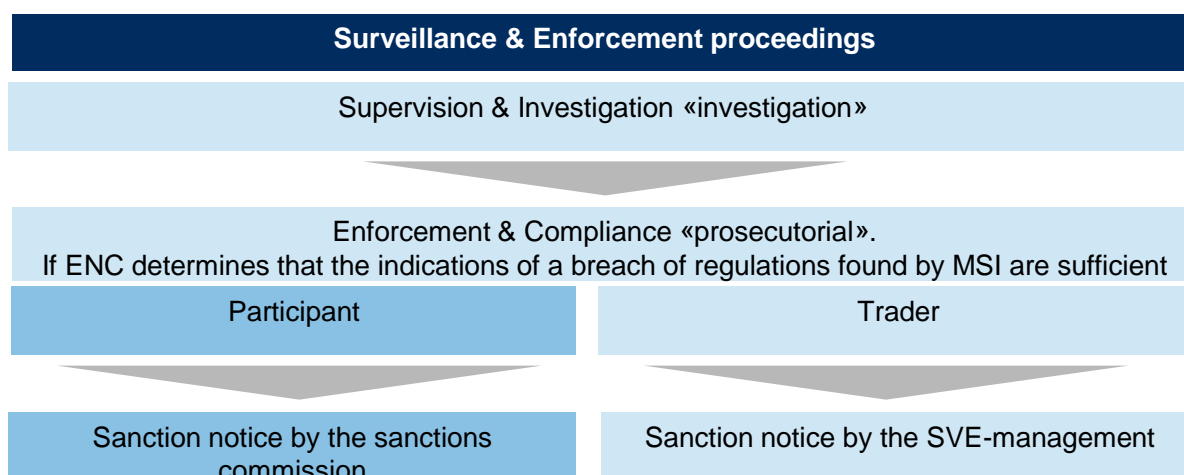 Surveillance & Enforcement proceedings
Supervision & Investigation «investigation»
Enforcement & Compliance «prosecutorial».
If ENC determines that the indications of a breach of regulations found by MSI are sufficient
Participant
Trader
Sanction notice by the sanctions
commission
Sanction notice by the SVE-management